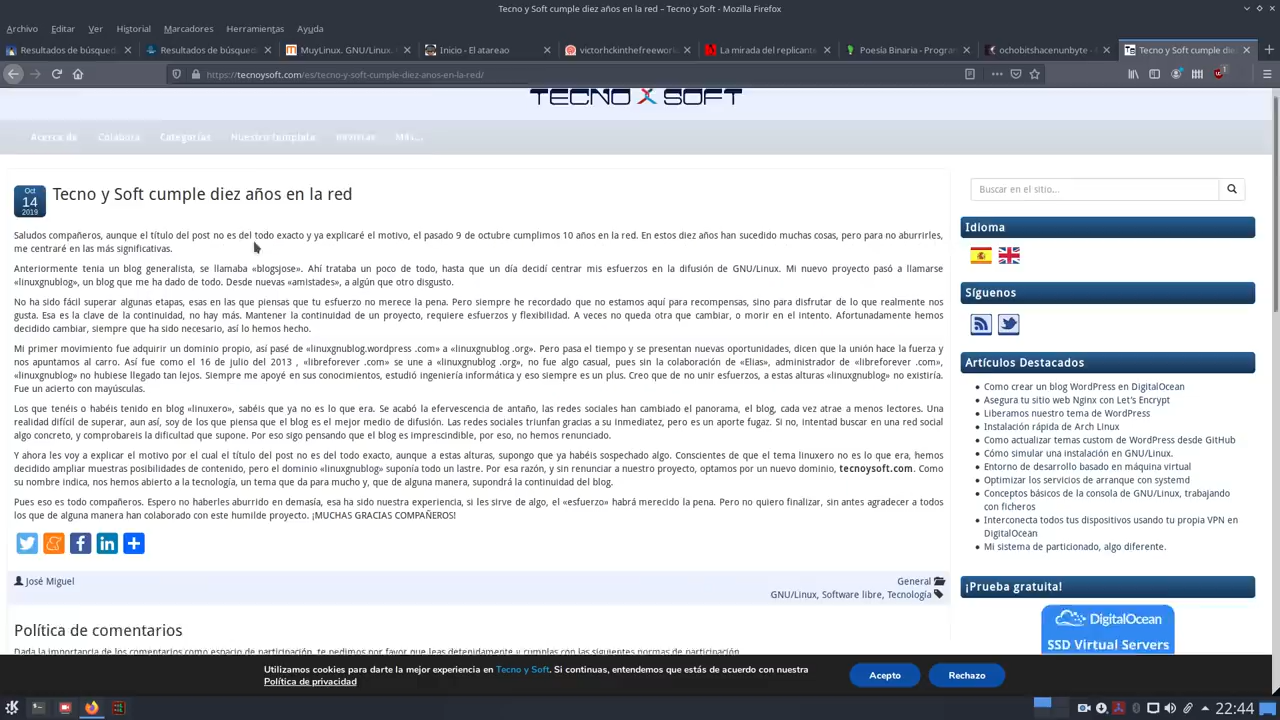 Tecno y Soft cumple diez años en la red – Tecno y Soft - Mozilla Firefox
Archivo Editar Ver Historial Marcadores Herramientas Ayuda
Resultados de búsqued
Resultados de búsqued
MuyLinux. GNU/Linux.
Inicio - El atareao
victorhckinthefreeworl
La mirada del replicant
Poesía Binaria - Progra
ochobitshacenunbyte -
Tecno y Soft cumple di
https://tecnoysoft.com/es/tecno-y-soft-cumple-diez-anos-en-la-red/
TECNO X SOFT
Acerca de Colabora Categorías Nuestro templata Más...
Oct
14
2019
Tecno y Soft cumple diez años en la red
Saludos compañeros, aunque el título del post no es del todo exacto y ya explicaré el motivo, el pasado 9 de octubre cumplimos 10 años en la red. En estos diez años han sucedido muchas cosas, pero para no aburrirles,
me centraré en las más significativas.
Anteriormente tenia un blog generalista, se llamaba «blogsjose». Ahí trataba un poco de todo, hasta que un día decidí centrar mis esfuerzos en la difusión de GNU/Linux. Mi nuevo proyecto pasó a llamarse
«linuxgnublog», un blog que me ha dado de todo. Desde nuevas «amistades», a algún que otro disgusto.
No ha sido fácil superar algunas etapas, esas en las que piensas que tu esfuerzo no merece la pena. Pero siempre he recordado que no estamos aquí para recompensas, sino para disfrutar de lo que realmente nos
gusta. Esa es la clave de la continuidad, no hay más. Mantener la continuidad de un proyecto, requiere esfuerzos y flexibilidad. A veces no queda otra que cambiar, o morir en el intento. Afortunadamente hemos
decidido cambiar, siempre que ha sido necesario, así lo hemos hecho.
Mi primer movimiento fue adquirir un dominio propio, así pasé de «linuxgnublog.wordpress .com» a «linuxgnublog .org». Pero pasa el tiempo y se presentan nuevas oportunidades, dicen que la unión hace la fuerza y
nos apuntamos al carro. Así fue como el 16 de julio del 2013 , «libreforever .com» se une a «linuxgnublog .org», no fue algo casual, pues sin la colaboración de «Elias», administrador de «libreforever .com»,
«linuxgnublog» no hubiese llegado tan lejos. Siempre me apoyé en sus conocimientos, estudió ingeniería informática y eso siempre es un plus. Creo que de no unir esfuerzo, a estas alturas «linuxgnublog» no existiría.
Fue un acierto con mayúsculas.
Los que tenéis o habéis tenido en blog «linuxero», sabéis que ya no es lo que era. Se acabó la efervescencia de antaño, las redes sociales han cambiado el panorama, el blog, cada vez atrae a menos lectores. Una
realidad difícil de superar, aun así, soy de los que piensa que el blog es el mejor medio de difusión. Las redes sociales triunfan gracias a su inmediatez, pero es un aporte fugaz. Si no, intentad buscar en una red social
algo concreto, y comprobareis la dificultad que supone. Por eso sigo pensando que el blog es imprescindible, por eso, no hemos renunciado.
Y ahora les voy a explicar el motivo por el cual el título del post no es del todo exacto, aunque a estas alturas, supongo que ya habéis sospechado algo. Conscientes de que el tema linuxero no es lo que era, hemos
decidido ampliar muestras posibilidades de contenido, pero el dominio «linuxgnublog» suponía todo un lastre. Por esa razón, y sin renunciar a nuestro proyecto, optamos por un nuevo dominio, tecnoysoft.com. Como
su nombre indica, nos hemos abierto a la tecnología, un tema que da para mucho y, que de alguna manera, supondrá la continuidad del blog.
Pues eso es todo compañeros. Espero no haberles aburrido en demasía, esa ha sido nuestra experiencia, si les sirve de algo, el «esfuerzo» habrá merecido la pena. Pero no quiero finalizar, sin antes agradecer a todos
los que de alguna manera han colaborado con este humilde proyecto. ¡MUCHAS GRACIAS COMPAÑEROS!
José Miguel
General
GNU/Linux, Software libre, Tecnología
Política de comentarios
Dada la importancia de los comentarios como espacio de participación, te pedimos por favor que leas detenidamente y cumplas con las siguientes normas de participación.
Buscar en el sitio...
Idioma
Síguenos
Artículos Destacados
Como crear un blog WordPress en DigitalOcean
Asegura tu sitio web Nginx con Let's Encrypt
Liberamos nuestro tema de WordPress
Instalación rápida de Arch Linux
Como actualizar temas custom de WordPress desde GitHub
Cómo simular una instalación en GNU/Linux.
Entorno de desarrollo basado en máquina virtual
Optimizar los servicios de arranque con systemd
Conceptos básicos de la consola de GNU/Linux, trabajando
con ficheros
Interconecta todos tus dispositivos usando tu propia VPN en
DigitalOcean
Mi sistema de particionado, algo diferente.
¡Prueba gratuita!
DigitalOcean
SSD Virtual Servers
Utilizamos cookies para darte la mejor experiencia en Tecno y Soft. Si continuas, entendemos que estás de acuerdo con nuestra
Política de privacidad
Acepto
Rechazo
22:44